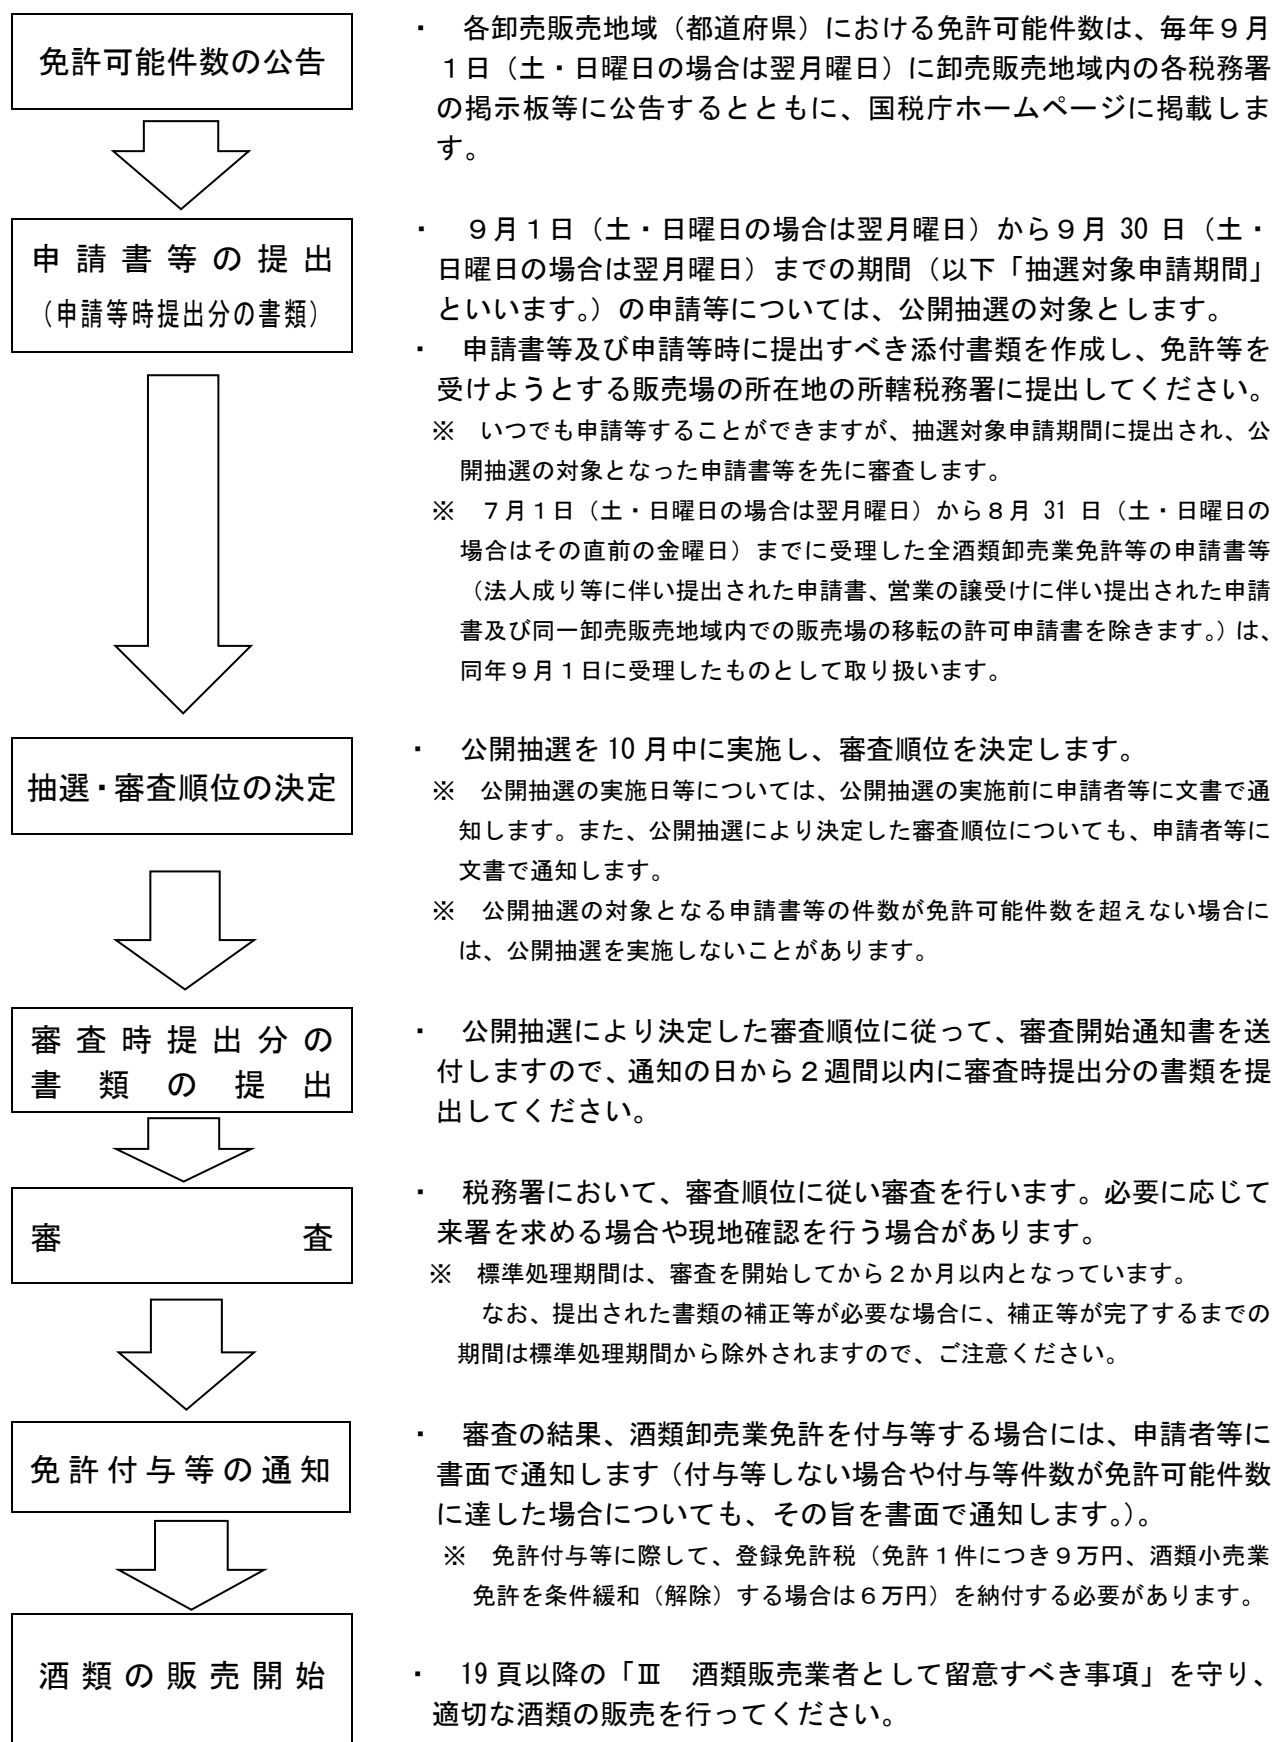 免許可能件数の公告
・　各卸売販売地域（都道府県）における免許可能件数は、毎年９月
１日（土・日曜日の場合は翌月曜日）に卸売販売地域内の各税務署
の掲示板等に公告するとともに、国税庁ホームページに掲載しま
す。
申請書等の提出
（申請等時提出分の書類）
・　９月１日（土・日曜日の場合は翌月曜日）から９月 30 日（土・
日曜日の場合は翌月曜日）までの期間（以下「抽選対象申請期間」
といいます。）の申請等については、公開抽選の対象とします。
・　申請書等及び申請等時に提出すべき添付書類を作成し、免許等を
受けようとする販売場の所在地の所轄税務署に提出してください。
※　いつでも申請等することができますが、抽選対象申請期間に提出され、公
開抽選の対象となった申請書等を先に審査します。
※　７月１日（土・日曜日の場合は翌月曜日）から８月 31 日（土・日曜日の
場合はその直前の金曜日）までに受理した全酒類卸売業免許等の申請書等
（法人成り等に伴い提出された申請書、営業の譲受けに伴い提出された申請
書及び同一卸売販売地域内での販売場の移転の許可申請書を除きます。）は、
同年９月１日に受理したものとして取り扱います。
抽選・審査順位の決定
・　公開抽選を 10 月中に実施し、審査順位を決定します。
※　公開抽選の実施日等については、公開抽選の実施前に申請者等に文書で通
知します。また、公開抽選により決定した審査順位についても、申請者等に
文書で通知します。
※　公開抽選の対象となる申請書等の件数が免許可能件数を超えない場合に
は、公開抽選を実施しないことがあります。
審査時提出分の
書類の提出
・　公開抽選により決定した審査順位に従って、審査開始通知書を送
付しますので、通知の日から２週間以内に審査時提出分の書類を提
出してください。
審査
・　税務署において、審査順位に従い審査を行います。必要に応じて
来署を求める場合や現地確認を行う場合があります。
※　標準処理期間は、審査を開始してから２か月以内となっています。
なお、提出された書類の補正等が必要な場合に、補正等が完了するまでの
期間は標準処理期間から除外されますので、ご注意ください。
免許付与等の通知
・　審査の結果、酒類卸売業免許を付与等する場合には、申請者等に
書面で通知します（付与等しない場合や付与等件数が免許可能件数
に達した場合についても、その旨を書面で通知します。）。
※　免許付与等に際して、登録免許税（免許１件につき９万円、酒類小売業
免許を条件緩和（解除）する場合は６万円）を納付する必要があります。
酒類の販売開始
・　19 頁以降の「Ⅲ　酒類販売業者として留意すべき事項」を守り、
適切な酒類の販売を行ってください。